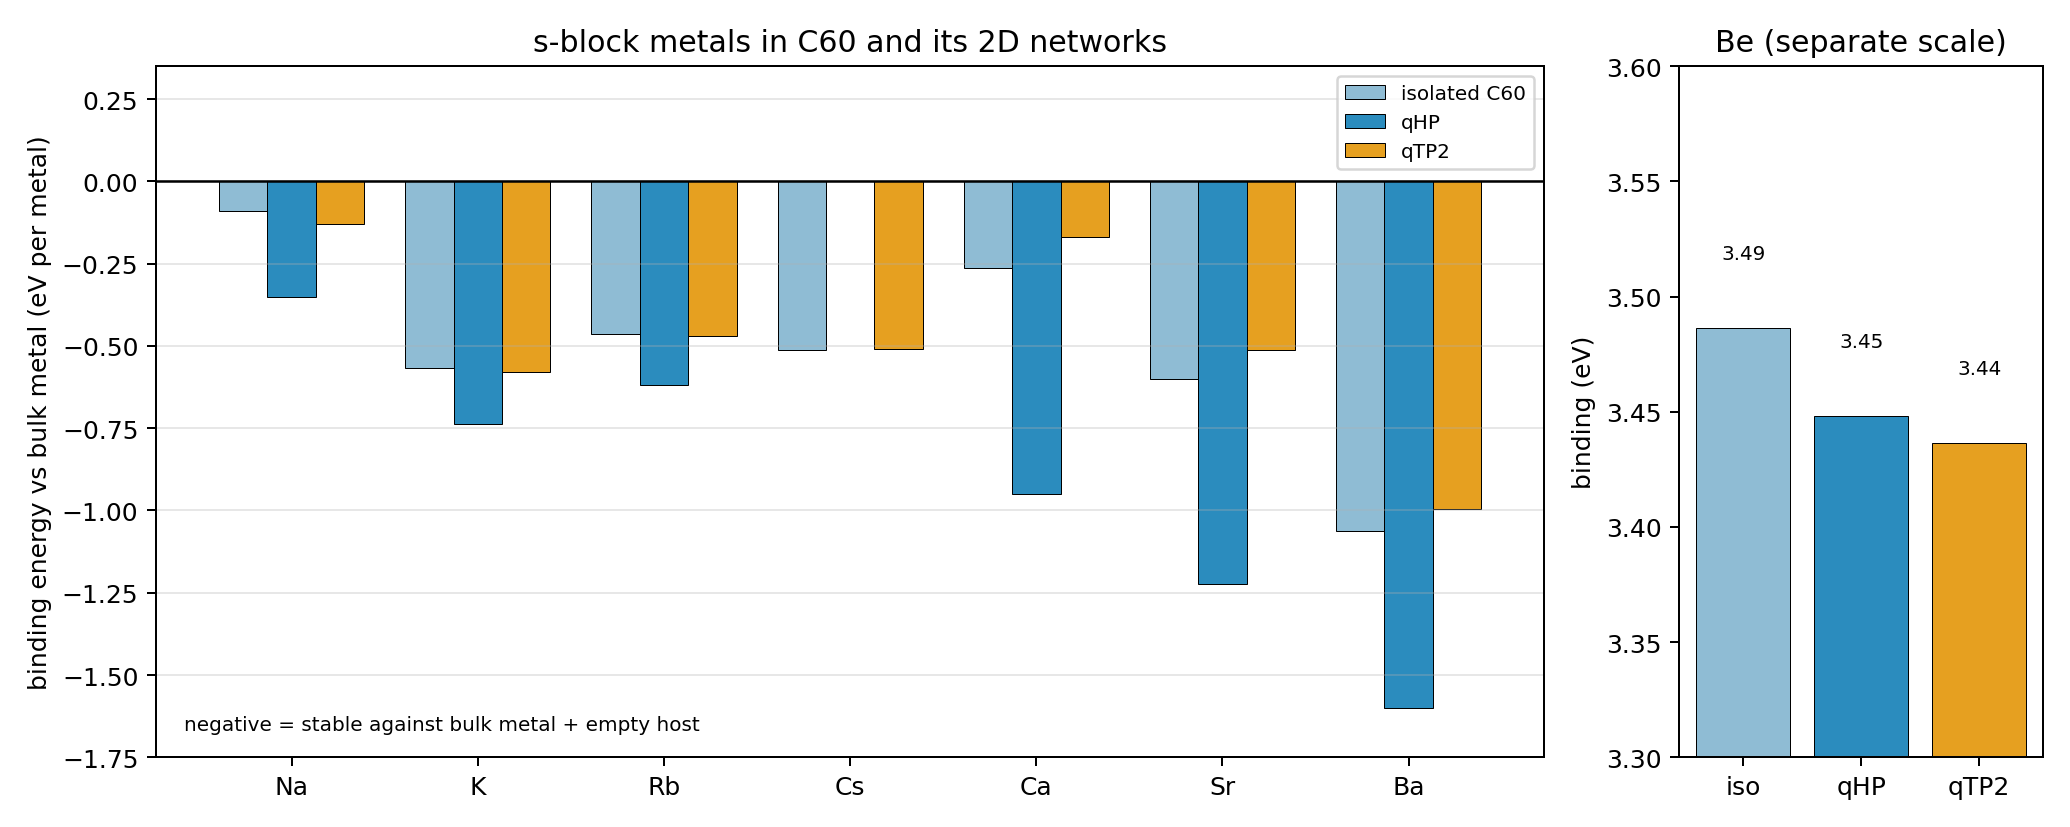 s-block metals in C60 and its 2D networks
binding energy vs bulk metal (eV per metal)
0.25
0.00
−0.25
−0.50
−0.75
−1.00
−1.25
−1.50
−1.75
isolated C60
qHP
qTP2
negative = stable against bulk metal + empty host
Na K Rb Cs Ca Sr Ba
Be (separate scale)
binding (eV)
3.60
3.55
3.50
3.45
3.40
3.35
3.30
3.49
3.45
3.44
iso qHP qTP2